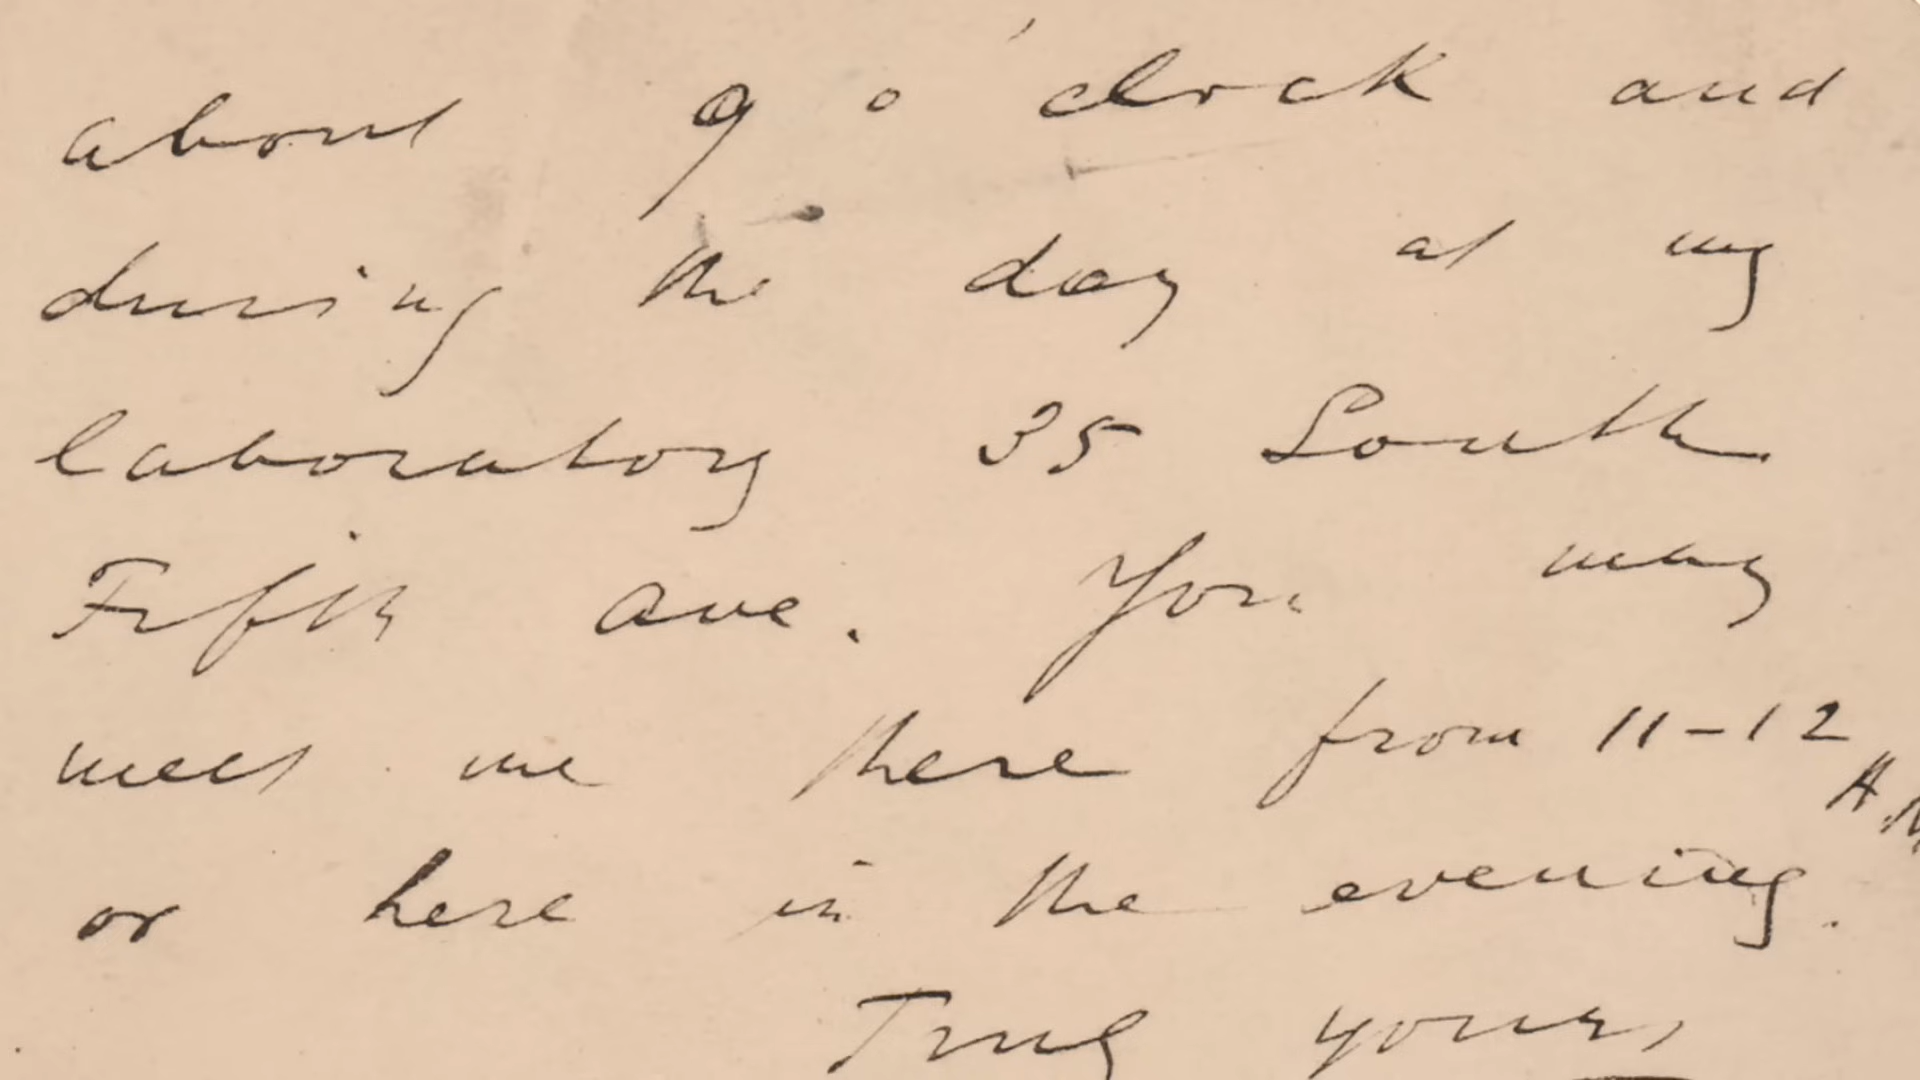 about 9 o'clock and
during the day at my
laboratory 35 South
Fifth ave. You may
meet me there from 11-12 A.M
or here in the evening.
Truly yours,